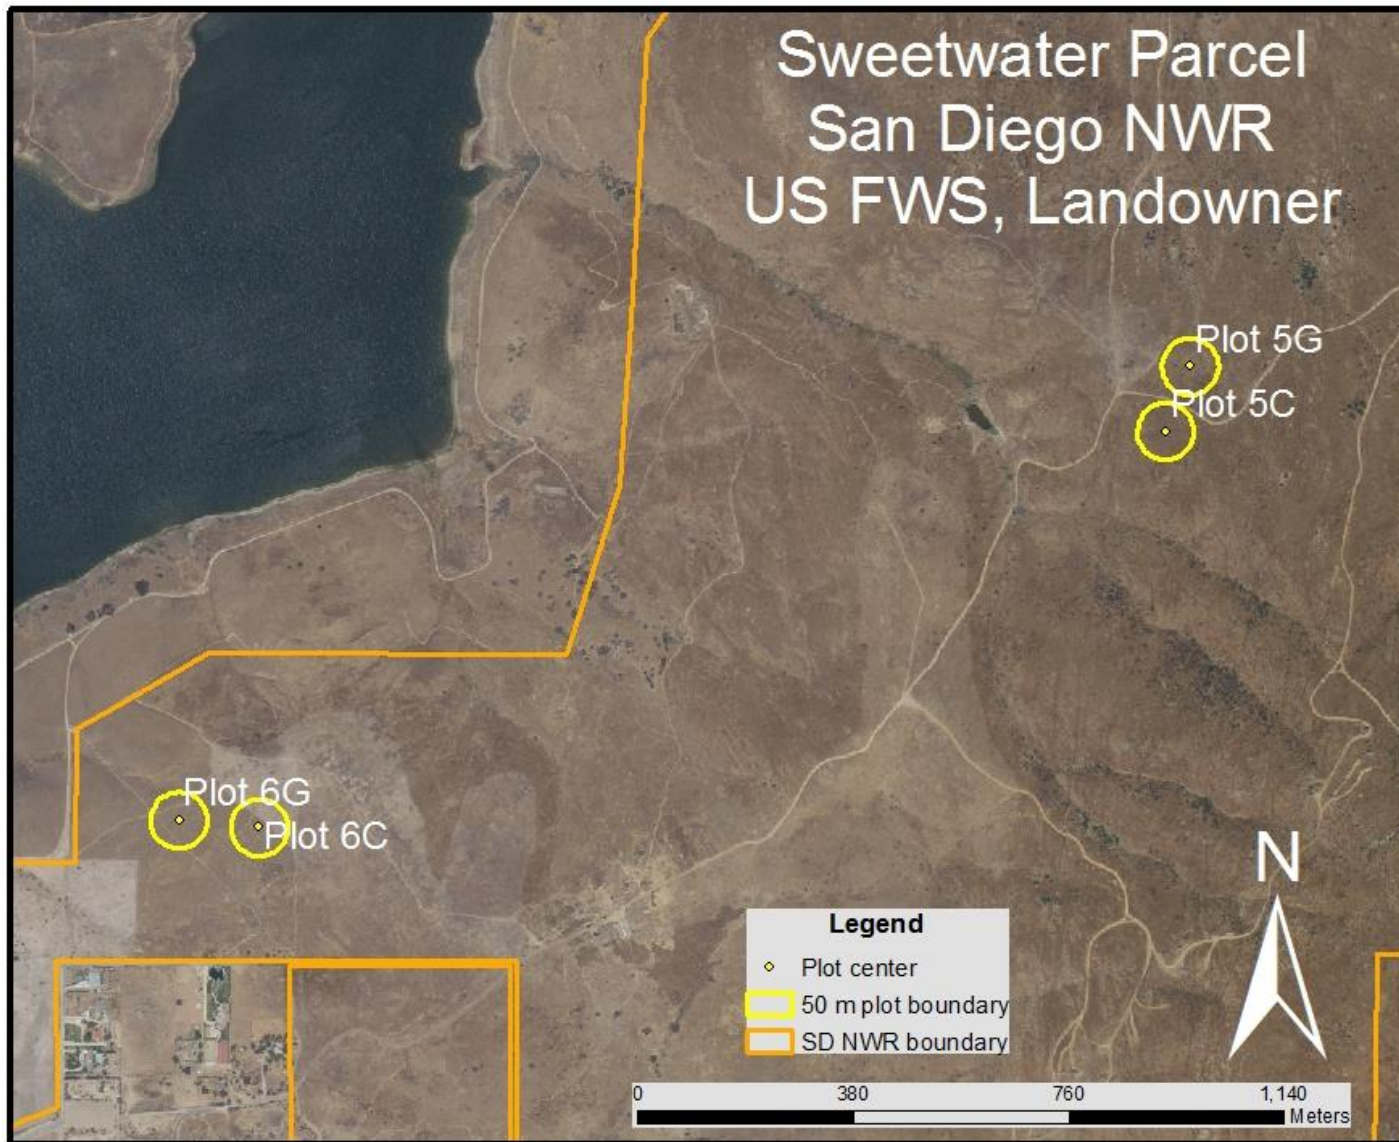 Sweetwater Parcel
San Diego NWR
US FWS, Landowner
Plot 5G
Plot 5C
Plot 6G
Plot 6C
N
Legend
Plot center
50 m plot boundary
SD NWR boundary
0 380 760 1,140
Meters